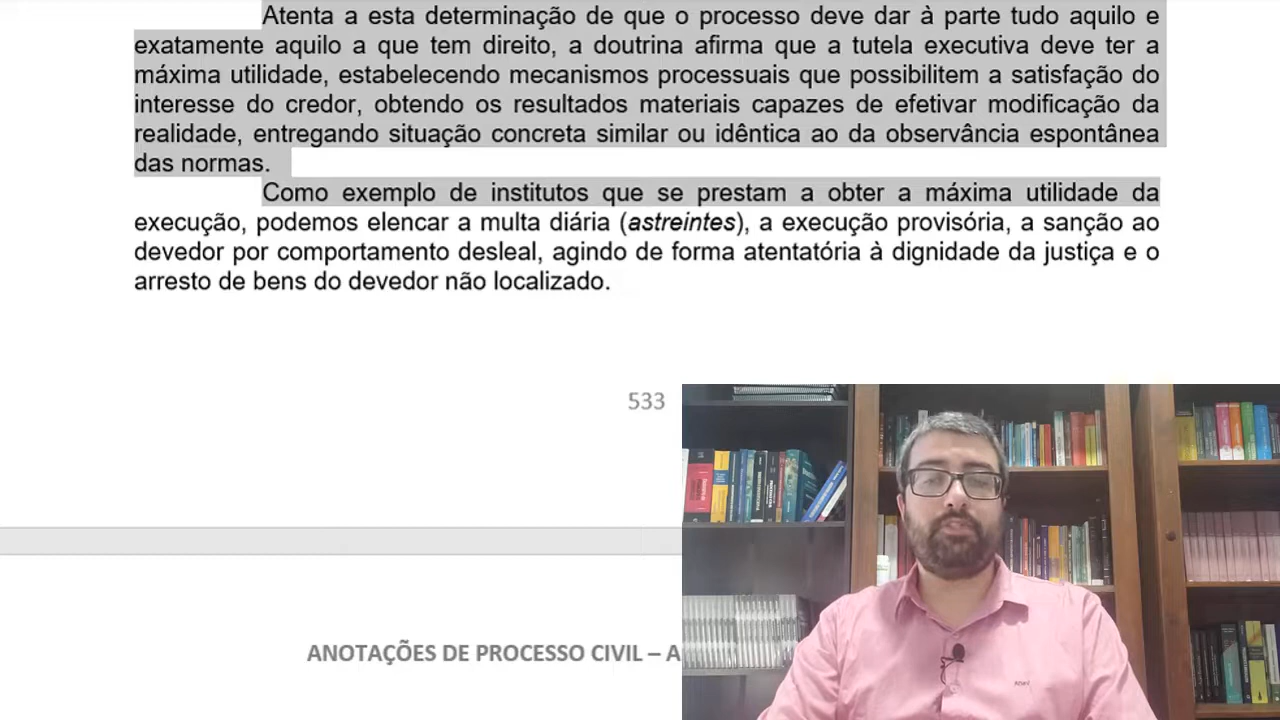 Atenta a esta determinação de que o processo deve dar à parte tudo aquilo e
exatamente aquilo a que tem direito, a doutrina afirma que a tutela executiva deve ter a
máxima utilidade, estabelecendo mecanismos processuais que possibilitem a satisfação do
interesse do credor, obtendo os resultados materiais capazes de efetivar modificação da
realidade, entregando situação concreta similar ou idêntica ao da observância espontânea
das normas.
Como exemplo de institutos que se prestam a obter a máxima utilidade da
execução, podemos elencar a multa diária (astreintes), a execução provisória, a sanção ao
devedor por comportamento desleal, agindo de forma atentatória à dignidade da justiça e o
arresto de bens do devedor não localizado.
533
ANOTAÇÕES DE PROCESSO CIVIL – A